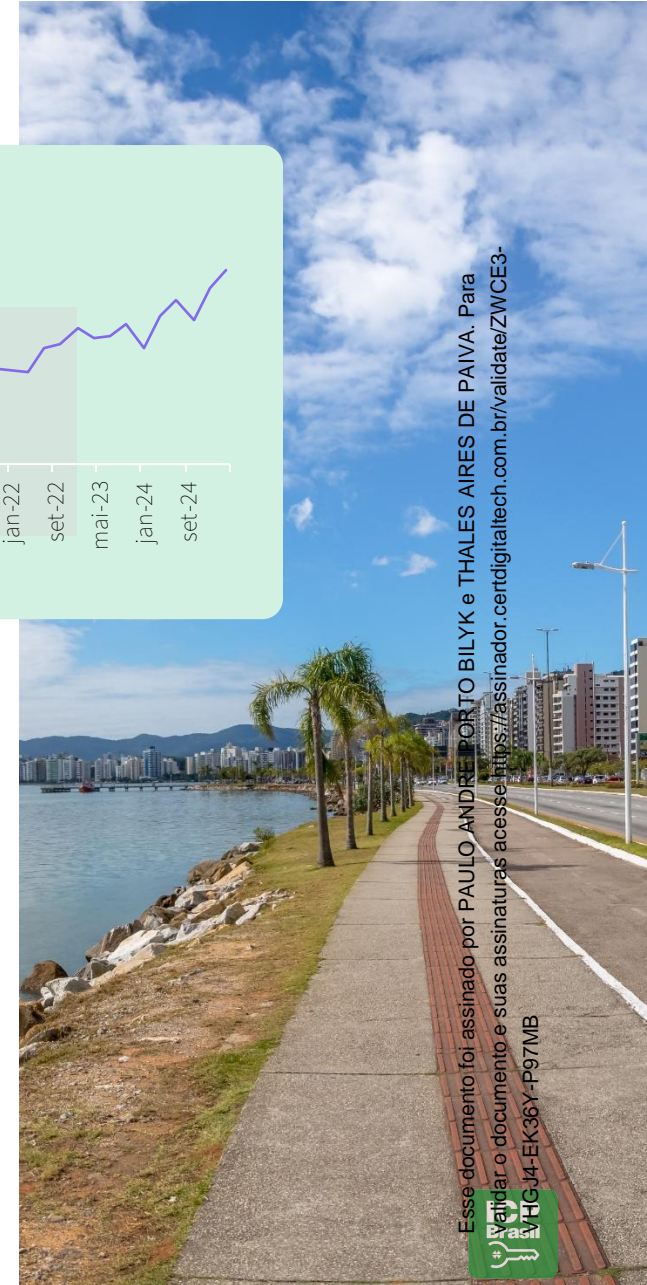 jan-22
set-22
mai-23
jan-24
set-24
Esse documento foi assinado por PAULO ANDRE PORTO BILYK e THALES AIRES DE PAIVA. Para
validar o documento e suas assinaturas acesse https://assinador.certdigitaltech.com.br/validate/ZWCE3-
VHGJ4-EK36Y-P97MB
ICP
Brasil